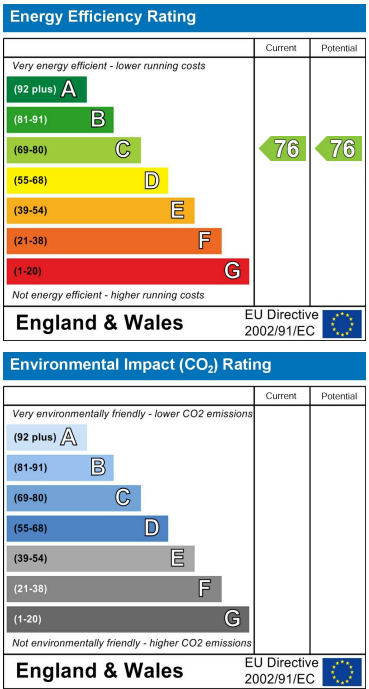 Energy Efficiency Rating
Current Potential
Very energy efficient - lower running costs
(92 plus) A
(81-91) B
(69-80) C 76 76
(55-68) D
(39-54) E
(21-38) F
(1-20) G
Not energy efficient - higher running costs
England & Wales EU Directive 2002/91/EC
Environmental Impact (CO₂) Rating
Current Potential
Very environmentally friendly - lower CO2 emissions
(92 plus) A
(81-91) B
(69-80) C
(55-68) D
(39-54) E
(21-38) F
(1-20) G
Not environmentally friendly - higher CO2 emissions
England & Wales EU Directive 2002/91/EC